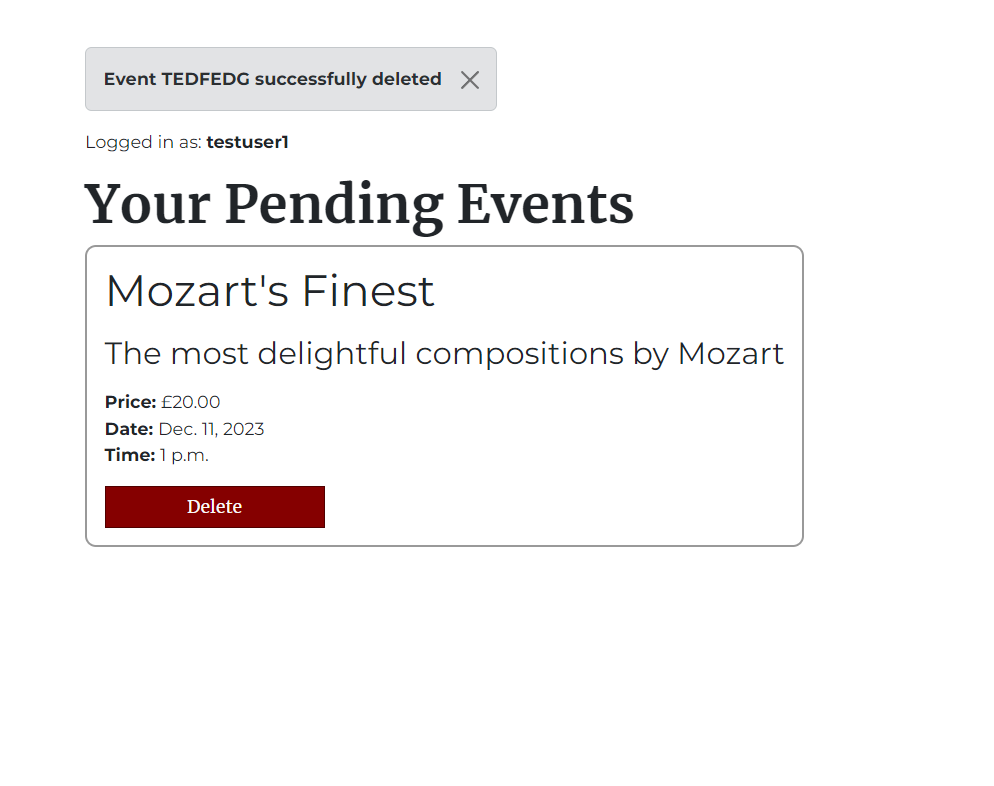 Event TEDFEDG successfully deleted
Logged in as: testuser1
Your Pending Events
Mozart's Finest
The most delightful compositions by Mozart
Price: £20.00
Date: Dec. 11, 2023
Time: 1 p.m.
Delete